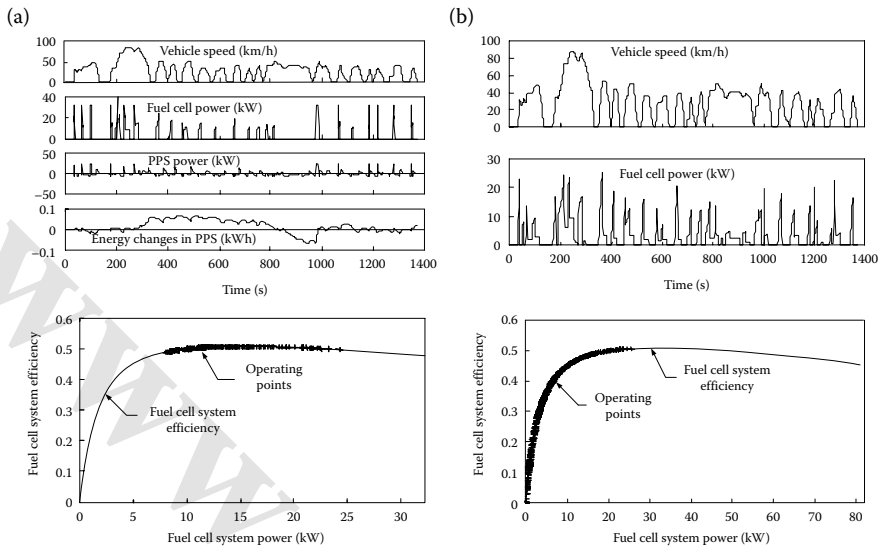 (a)
100
50
0
Vehicle speed (km/h)
40
20
0
Fuel cell power (kW)
50
0
−50
PPS power (kW)
0.1
0
−0.1
Energy changes in PPS (kWh)
0 200 400 600 800 1000 1200 1400
Time (s)
Fuel cell system efficiency
0.6
0.5
0.4
0.3
0.2
0.1
0
Operating
points
Fuel cell system
efficiency
0 5 10 15 20 25 30
Fuel cell system power (kW)
(b)
100
80
60
40
20
0
Vehicle speed (km/h)
30
20
10
0
Fuel cell power (kW)
0 200 400 600 800 1000 1200 1400
Time (s)
Fuel cell system efficiency
0.6
0.5
0.4
0.3
0.2
0.1
0
Fuel cell system
efficiency
Operating
points
0 10 20 30 40 50 60 70 80
Fuel cell system power (kW)
WWW